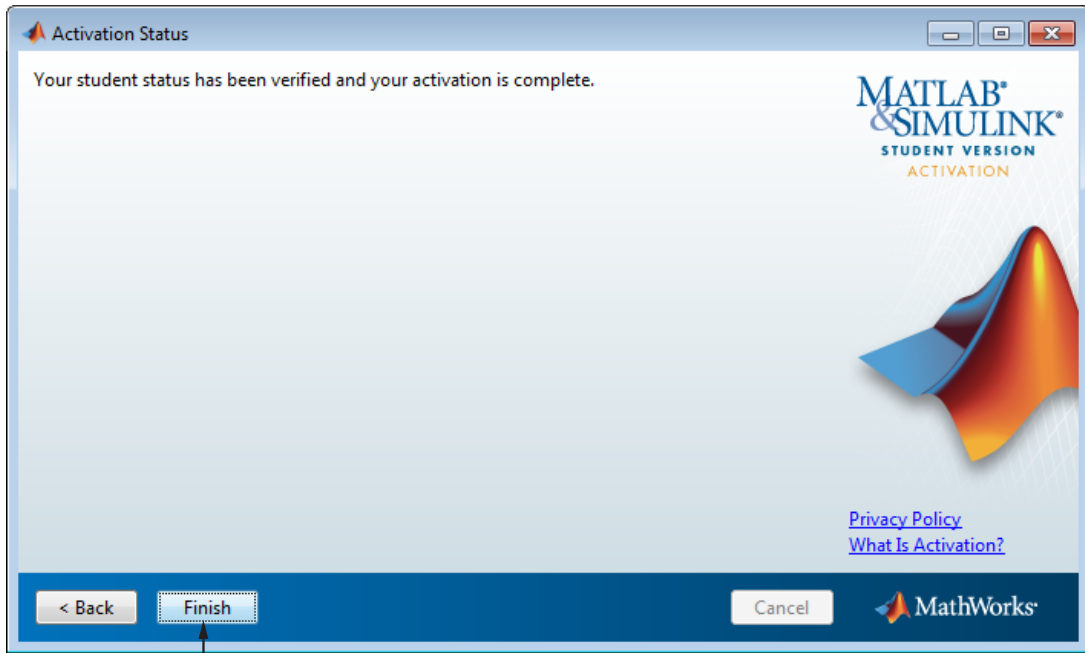 Activation Status
Your student status has been verified and your activation is complete.
MATLAB®
&SIMULINK®
STUDENT VERSION
ACTIVATION
Privacy Policy
What Is Activation?
< Back
Finish
Cancel
MathWorks®